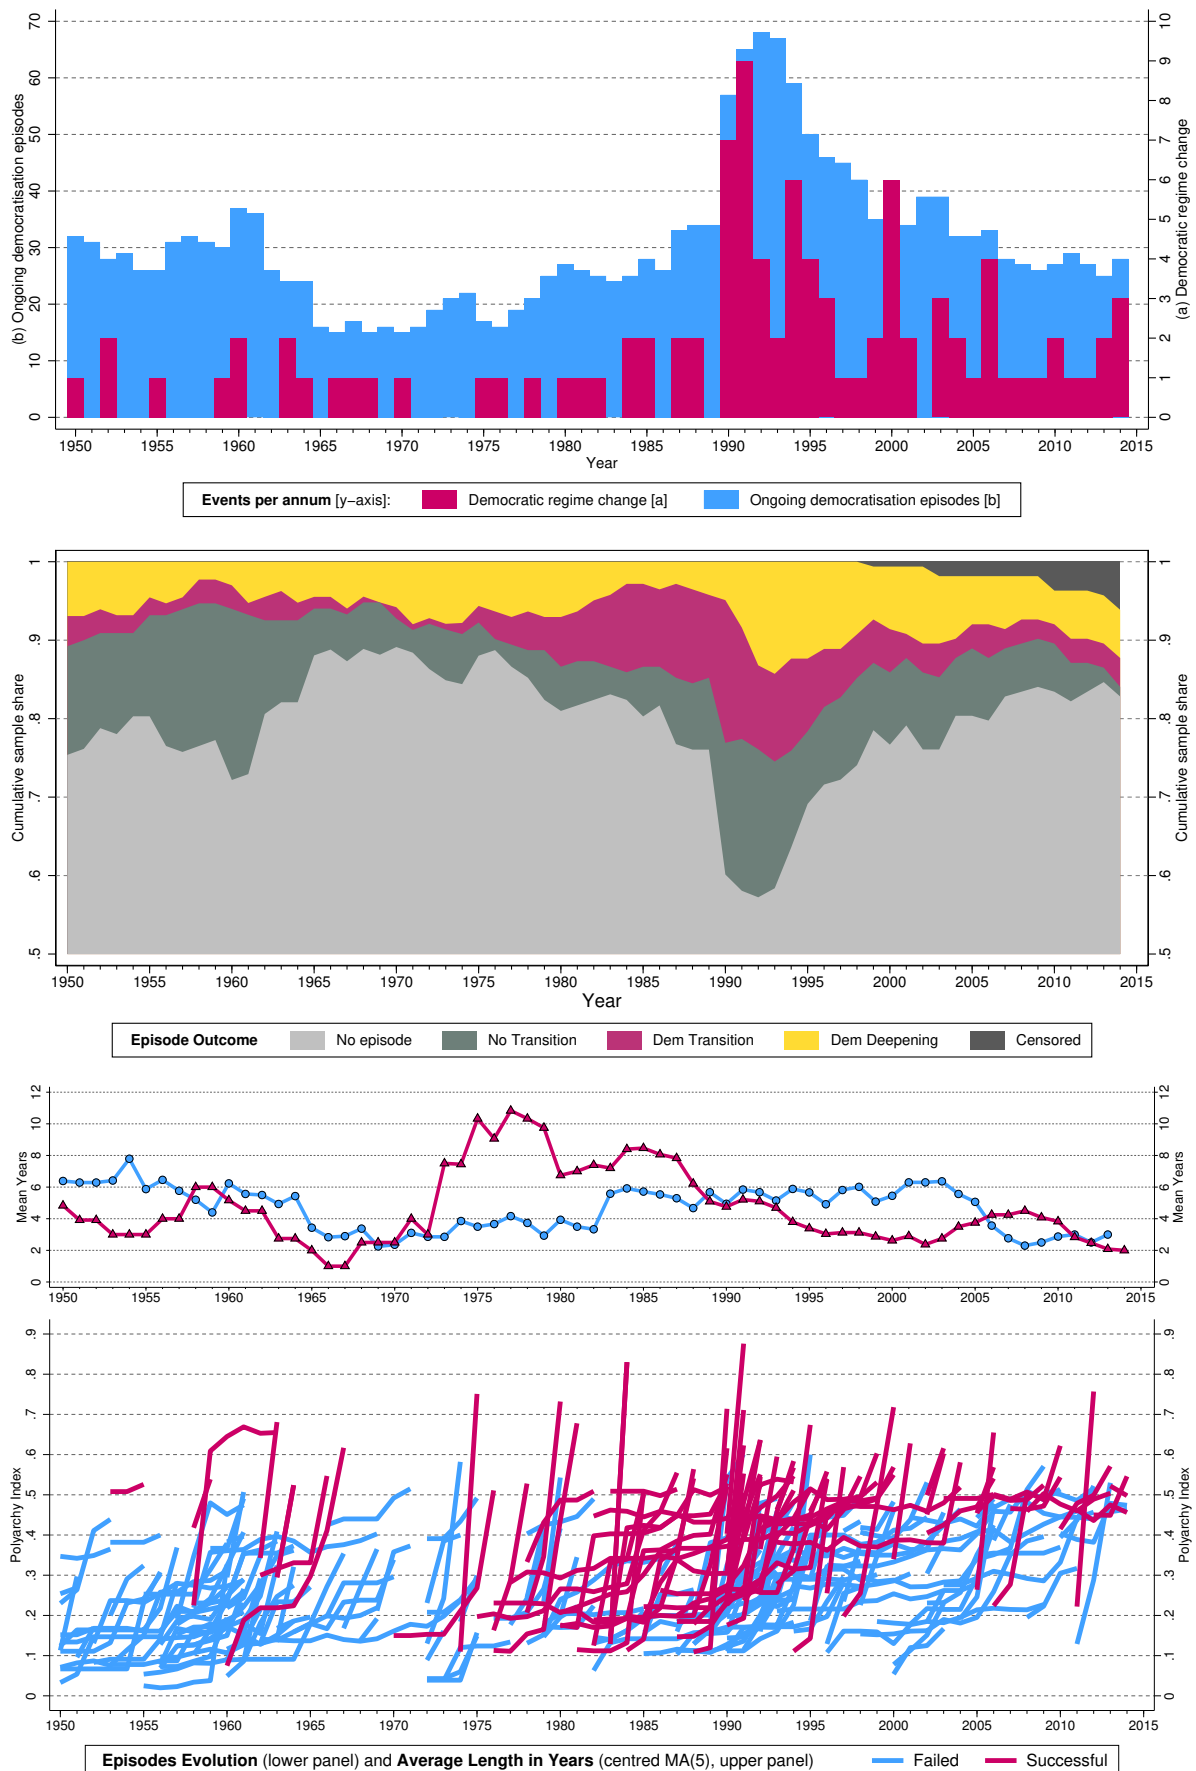 (b) Ongoing democratisation episodes
0 10 20 30 40 50 60 70
(a) Democratic regime change
0 1 2 3 4 5 6 7 8 9 10
1950 1955 1960 1965 1970 1975 1980 1985 1990 1995 2000 2005 2010 2015
Year
Events per annum [y−axis]: Democratic regime change [a] Ongoing democratisation episodes [b]
Cumulative sample share
.5 .6 .7 .8 .9 1
Cumulative sample share
.5 .6 .7 .8 .9 1
1950 1955 1960 1965 1970 1975 1980 1985 1990 1995 2000 2005 2010 2015
Year
Episode Outcome No episode No Transition Dem Transition Dem Deepening Censored
Mean Years
0 2 4 6 8 10 12
Mean Years
0 2 4 6 8 10 12
1950 1955 1960 1965 1970 1975 1980 1985 1990 1995 2000 2005 2010 2015
Polyarchy Index
0 .1 .2 .3 .4 .5 .6 .7 .8 .9
Polyarchy Index
0 .1 .2 .3 .4 .5 .6 .7 .8 .9
1950 1955 1960 1965 1970 1975 1980 1985 1990 1995 2000 2005 2010 2015
Episodes Evolution (lower panel) and Average Length in Years (centred MA(5), upper panel) Failed Successful